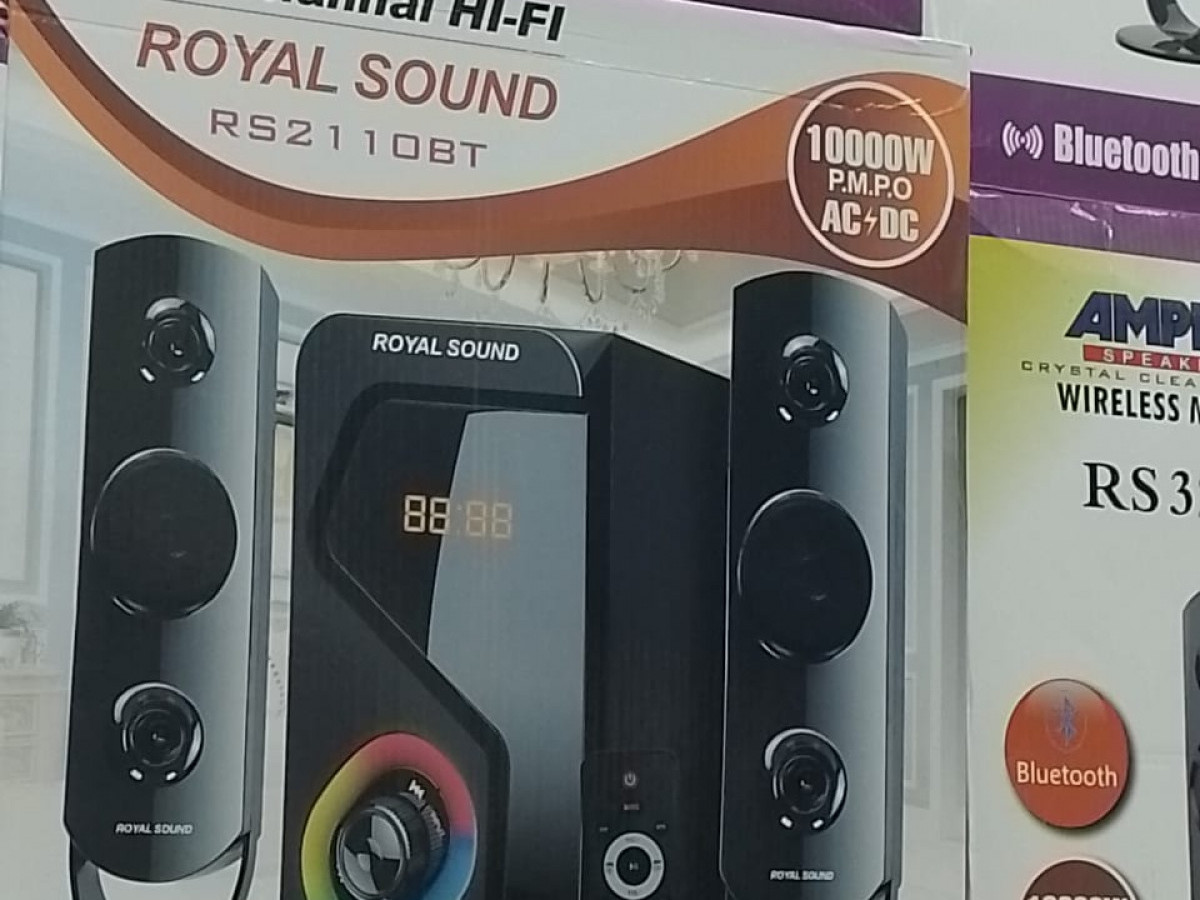 HI-FI
ROYAL SOUND
RS2110BT
10000W
P.M.P.O
AC DC
ROYAL SOUND
88:88
ROYAL SOUND
ROYAL SOUND
Bluetooth
CRYSTAL
WIRELESS
RS
Bluetooth